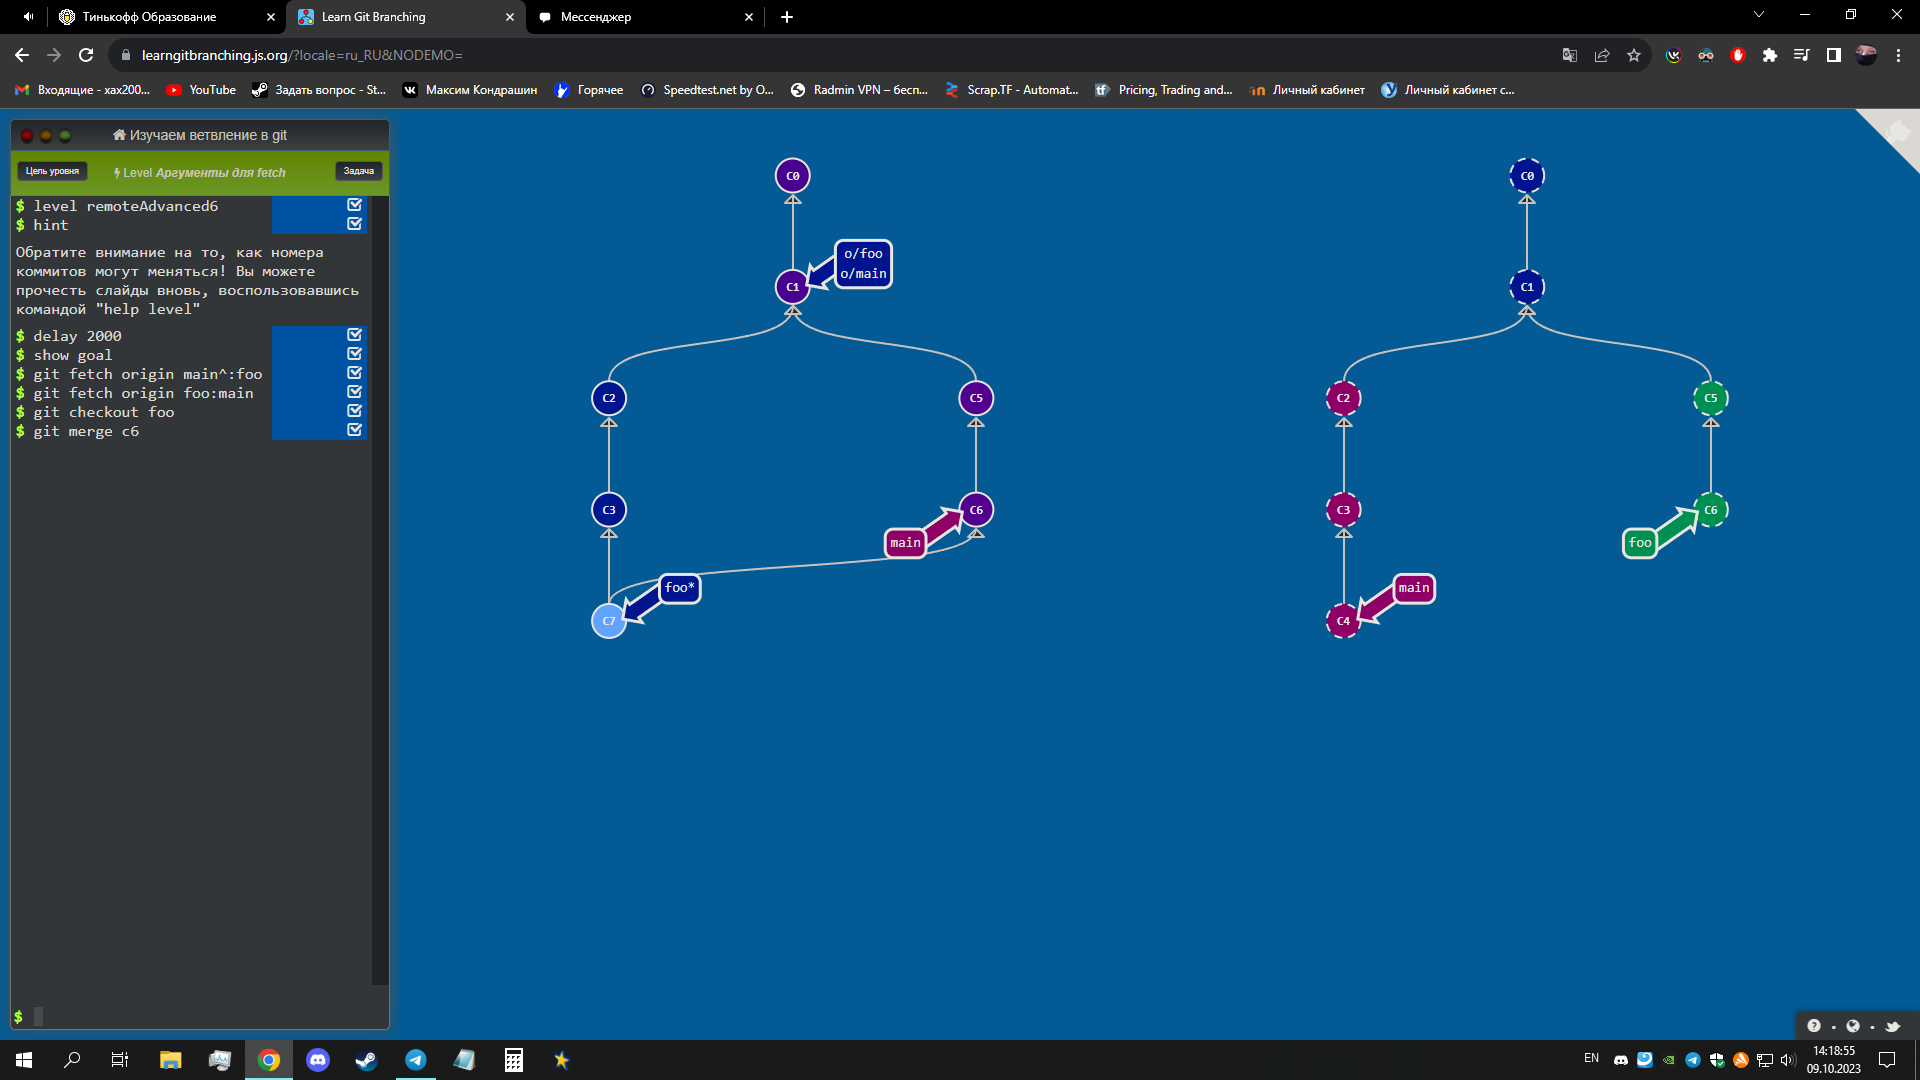 Тинькофф Образование
Learn Git Branching
Мессенджер
learngitbranching.js.org/?locale=ru_RU&NODEMO=
Входящие - xax200...
YouTube
Задать вопрос - St...
Максим Кондрашин
Горячее
Speedtest.net by O...
Radmin VPN – бесп...
Scrap.TF - Automat...
Pricing, Trading and...
Личный кабинет
Личный кабинет с...
Изучаем ветвление в git
Цель уровня
Level Аргументы для fetch
Задача
$ level remoteAdvanced6
$ hint
Обратите внимание на то, как номера
коммитов могут меняться! Вы можете
прочесть слайды вновь, воспользовавшись
командой "help level"
$ delay 2000
$ show goal
$ git fetch origin main^:foo
$ git fetch origin foo:main
$ git checkout foo
$ git merge c6
$
C0
o/foo
o/main
C1
C2
C5
C3
C6
main
foo*
C7
C0
C1
C2
C5
C3
C6
foo
main
C4
EN
14:18:55
09.10.2023